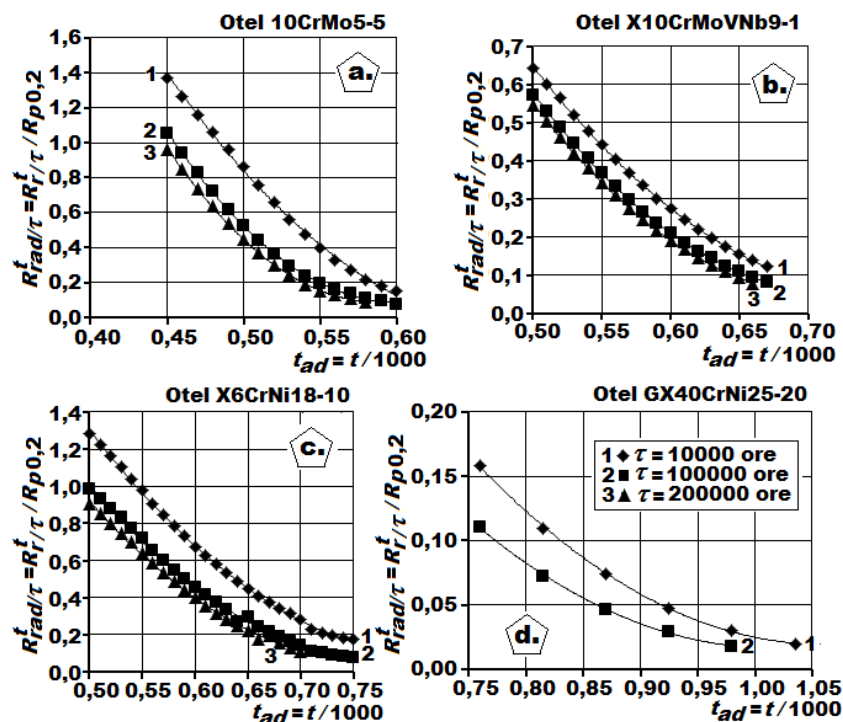 Otel 10CrMo5-5
a.
R^t_rad/τ = R^t_r/τ / R_p0,2
1,6
1,4
1,2
1,0
0,8
0,6
0,4
0,2
0,0
1
2
3
0,40 0,45 0,50 0,55 0,60
t_ad = t / 1000
Otel X10CrMoVNb9-1
b.
R^t_rad/τ = R^t_r/τ / R_p0,2
0,7
0,6
0,5
0,4
0,3
0,2
0,1
0,0
1
3 2
0,50 0,55 0,60 0,65 0,70
t_ad = t / 1000
Otel X6CrNi18-10
c.
R^t_rad/τ = R^t_r/τ / R_p0,2
1,4
1,2
1,0
0,8
0,6
0,4
0,2
0,0
1
3 2
0,50 0,55 0,60 0,65 0,70 0,75
t_ad = t / 1000
Otel GX40CrNi25-20
R^t_rad/τ = R^t_r/τ / R_p0,2
0,20
0,15
0,10
0,05
0,00
1 τ = 10000 ore
2 τ = 100000 ore
3 τ = 200000 ore
d.
2 1
0,75 0,80 0,85 0,90 0,95 1,00 1,05
t_ad = t / 1000